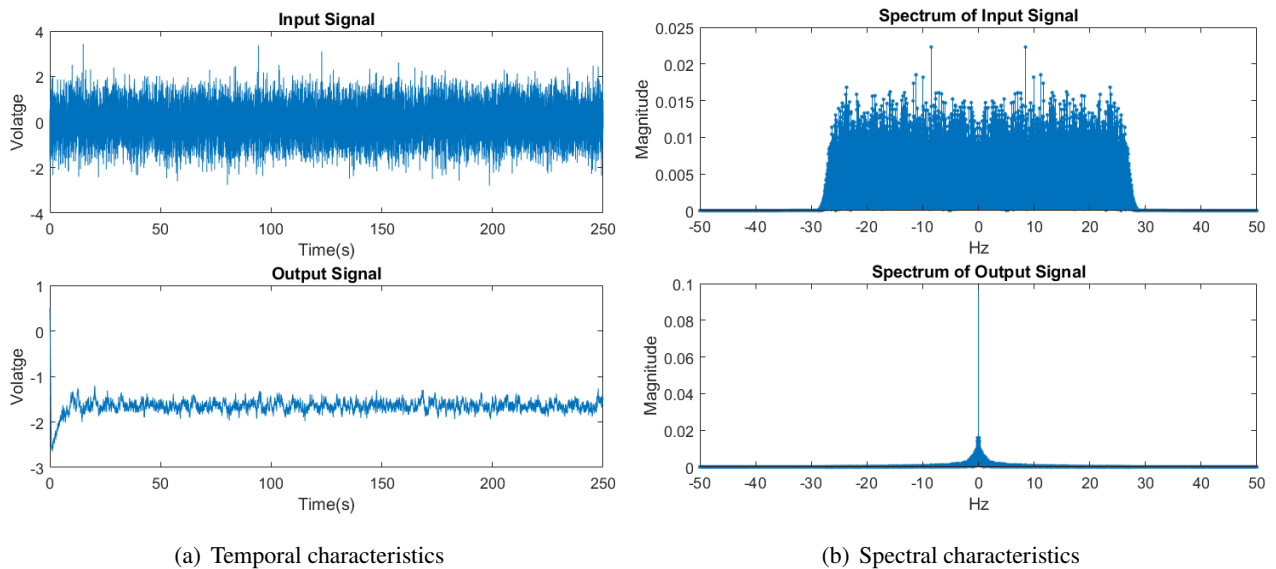 Input Signal
4
2
0
-2
-4
Volatge
0 50 100 150 200 250
Time(s)
Output Signal
1
0
-1
-2
-3
Volatge
0 50 100 150 200 250
Time(s)
(a) Temporal characteristics
Spectrum of Input Signal
0.025
0.02
0.015
0.01
0.005
0
Magnitude
-50 -40 -30 -20 -10 0 10 20 30 40 50
Hz
Spectrum of Output Signal
0.1
0.08
0.06
0.04
0.02
0
Magnitude
-50 -40 -30 -20 -10 0 10 20 30 40 50
Hz
(b) Spectral characteristics